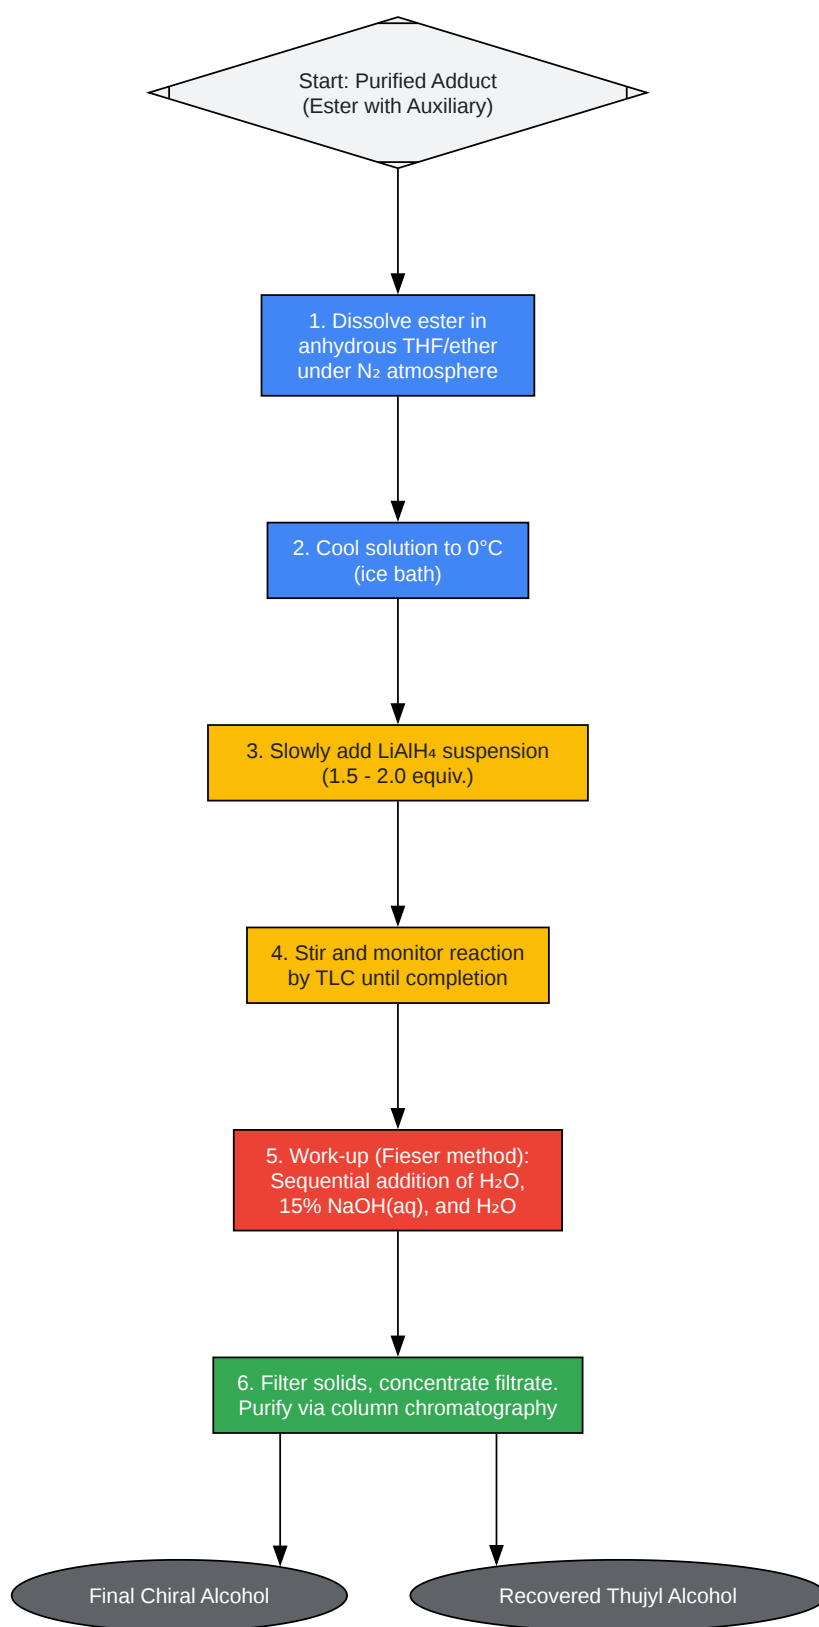 Start: Purified Adduct
(Ester with Auxiliary)
1. Dissolve ester in
anhydrous THF/ether
under N₂ atmosphere
2. Cool solution to 0°C
(ice bath)
3. Slowly add LiAlH₄ suspension
(1.5 - 2.0 equiv.)
4. Stir and monitor reaction
by TLC until completion
5. Work-up (Fieser method):
Sequential addition of H₂O,
15% NaOH(aq), and H₂O
6. Filter solids, concentrate filtrate.
Purify via column chromatography
Final Chiral Alcohol
Recovered Thujyl Alcohol